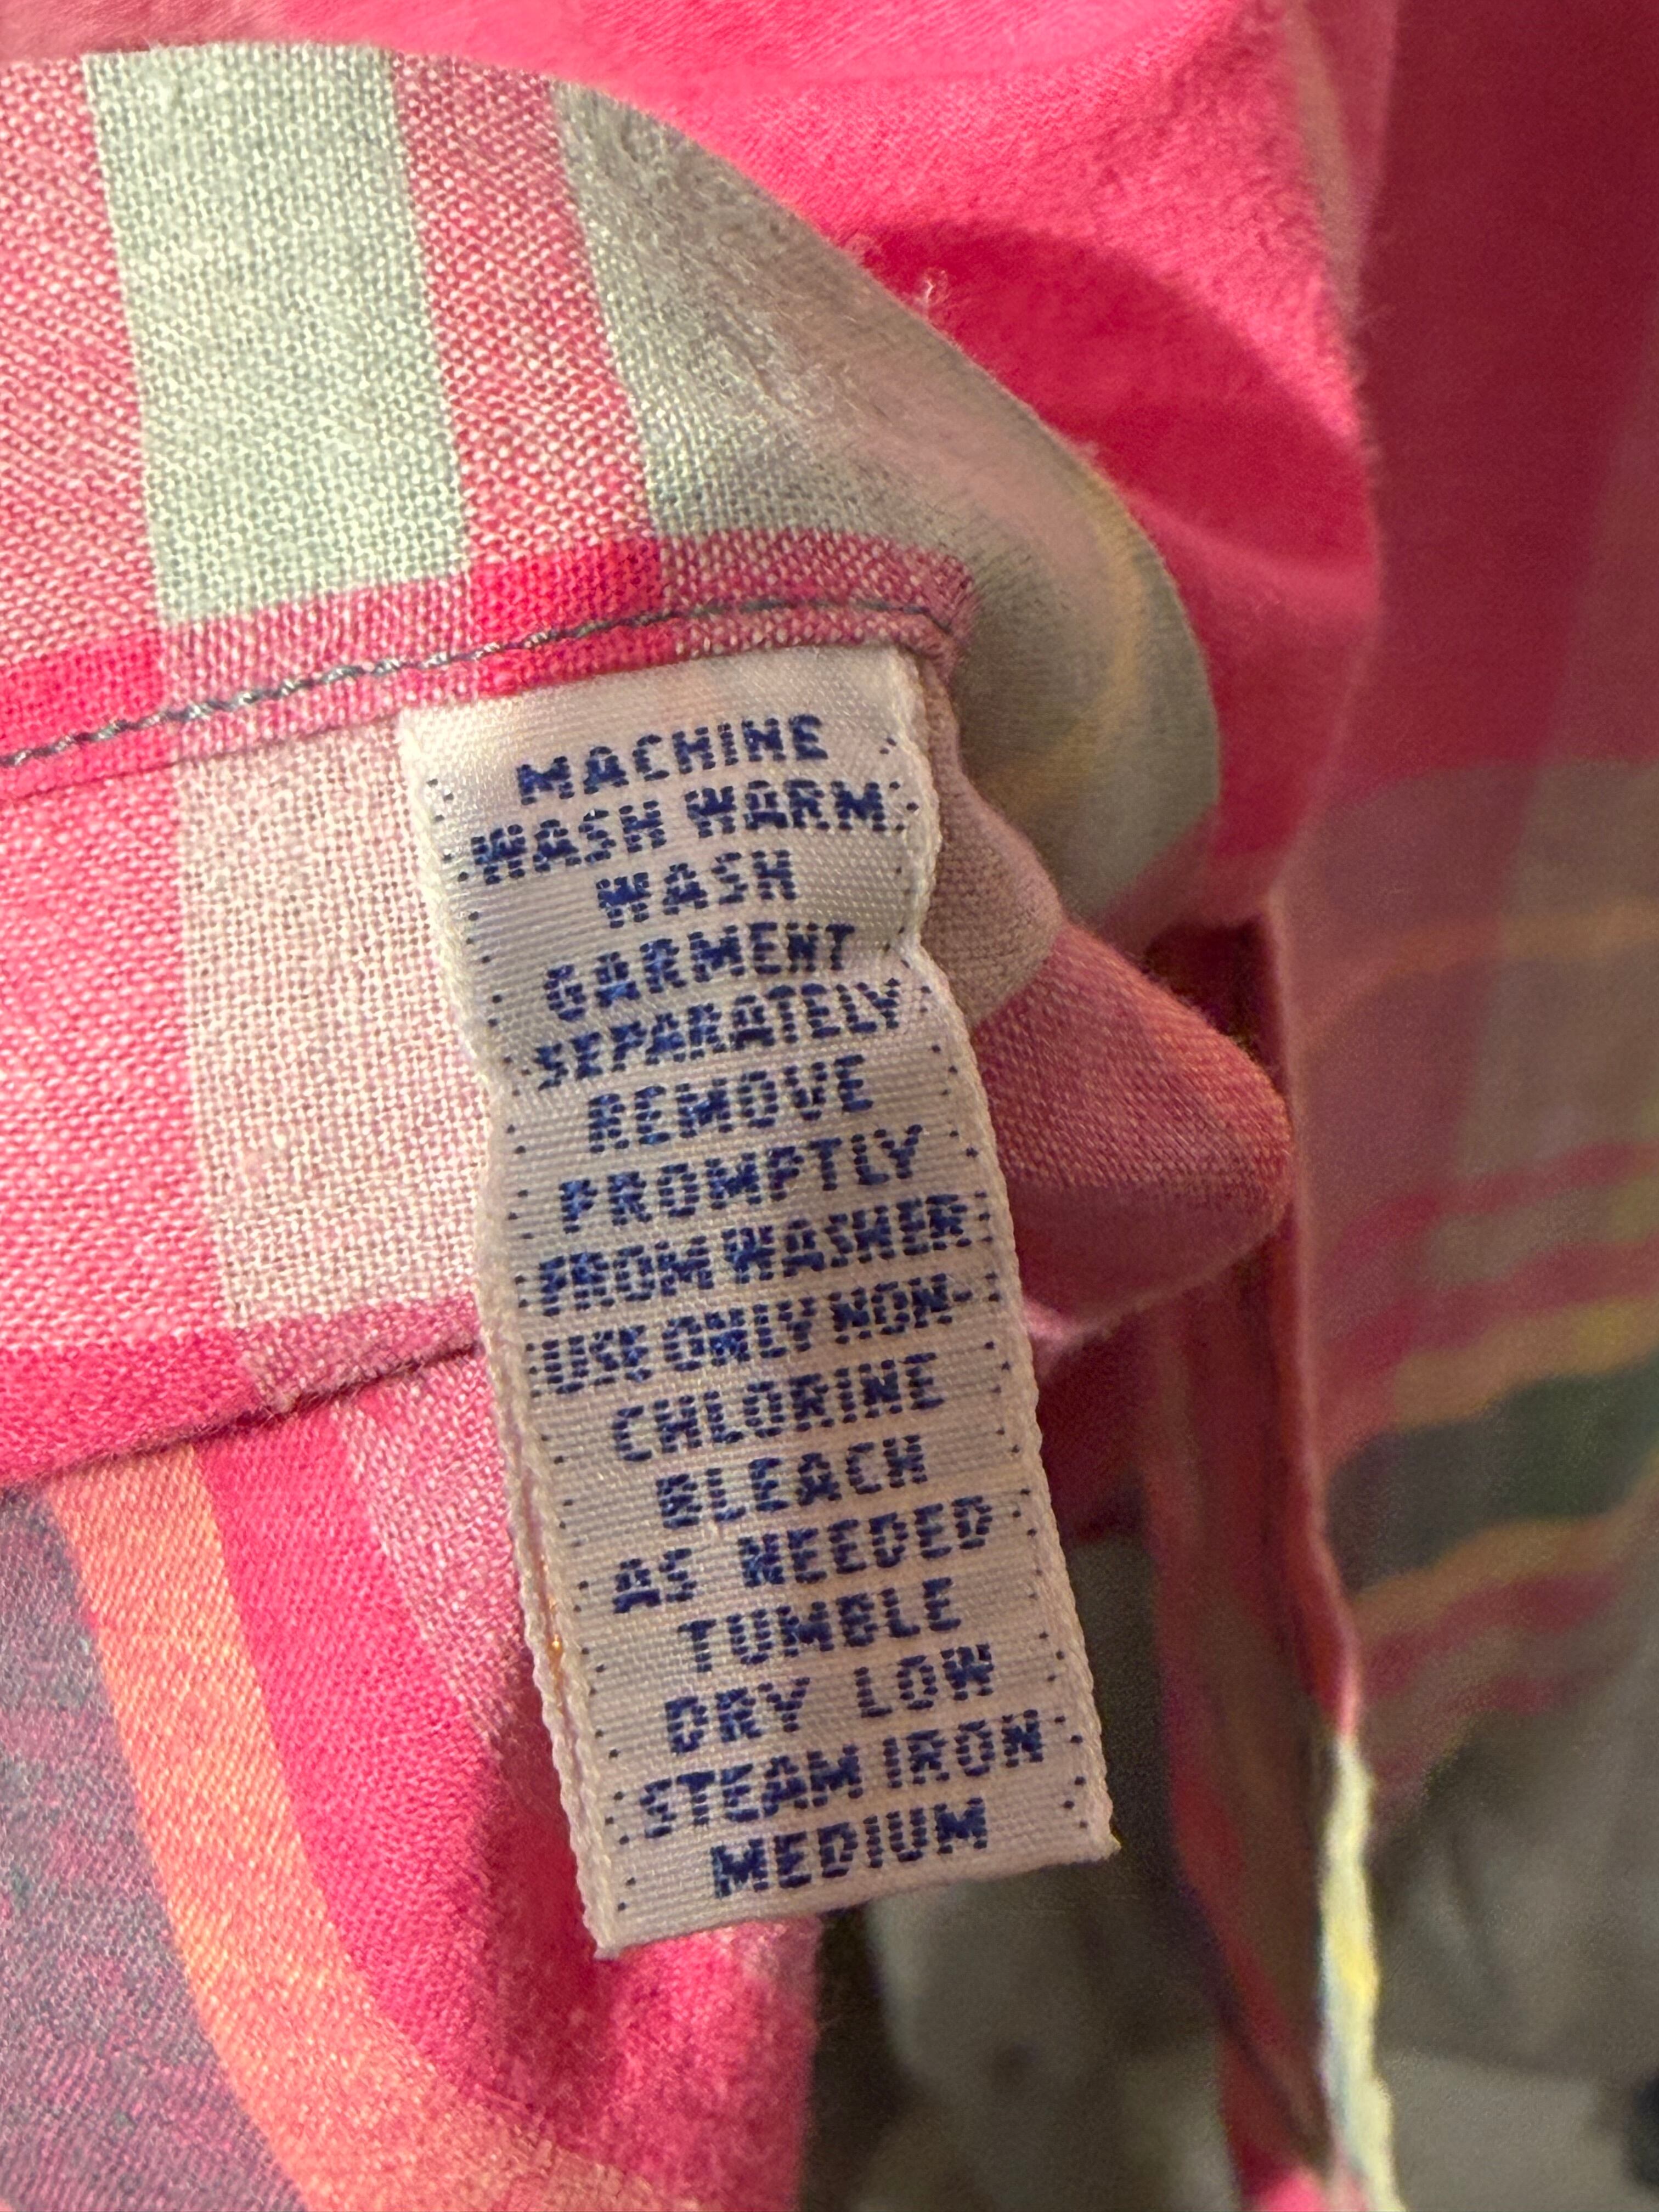 MACHINE
WASH WARM
WASH
GARMENT
SEPARATELY
REMOVE
PROMPTLY
FROM WASHER
USE ONLY NON-
CHLORINE
BLEACH
AS NEEDED
TUMBLE
DRY LOW
STEAM IRON
MEDIUM